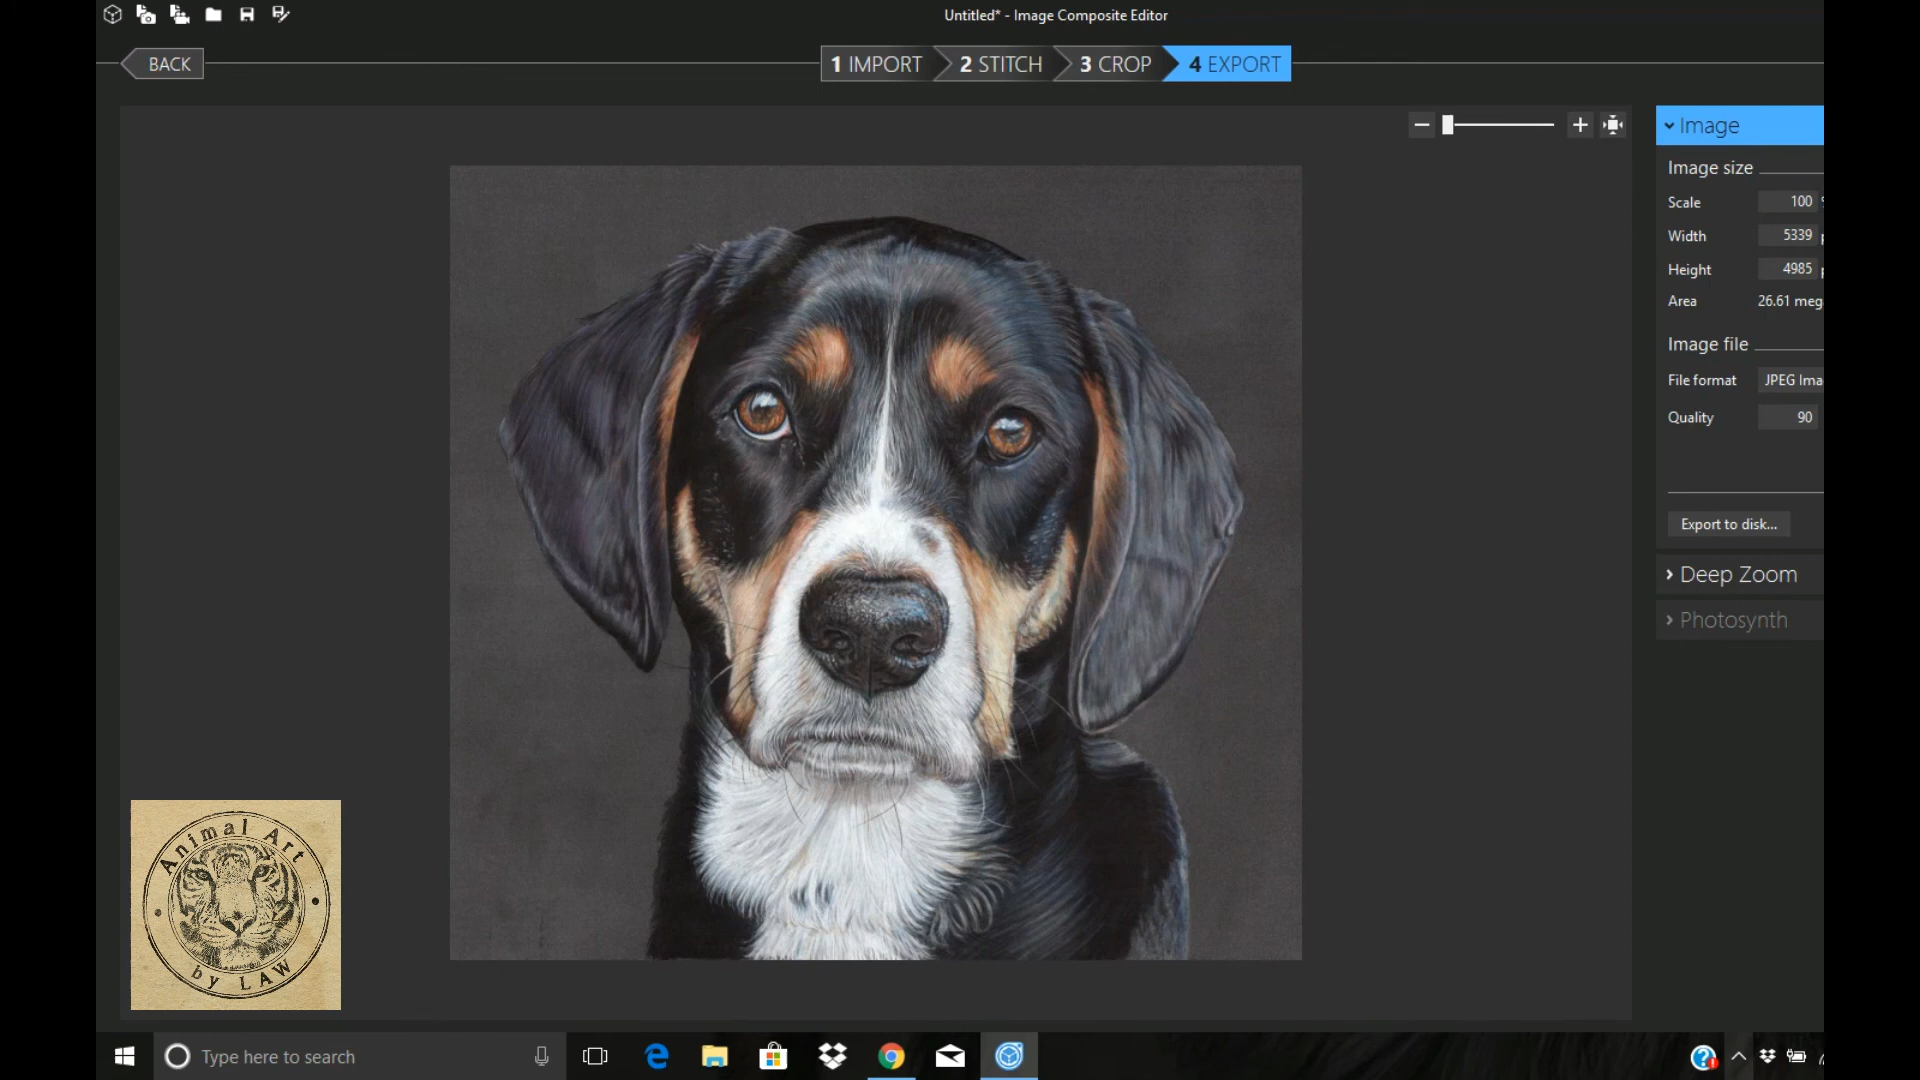 Untitled* - Image Composite Editor
BACK
1 IMPORT
2 STITCH
3 CROP
4 EXPORT
Image
Image size
Scale 100
Width 5339
Height 4985
Area 26.61 meg
Image file
File format JPEG Ima
Quality 90
Export to disk...
Deep Zoom
Photosynth
Animal Art
by LAW
Type here to search